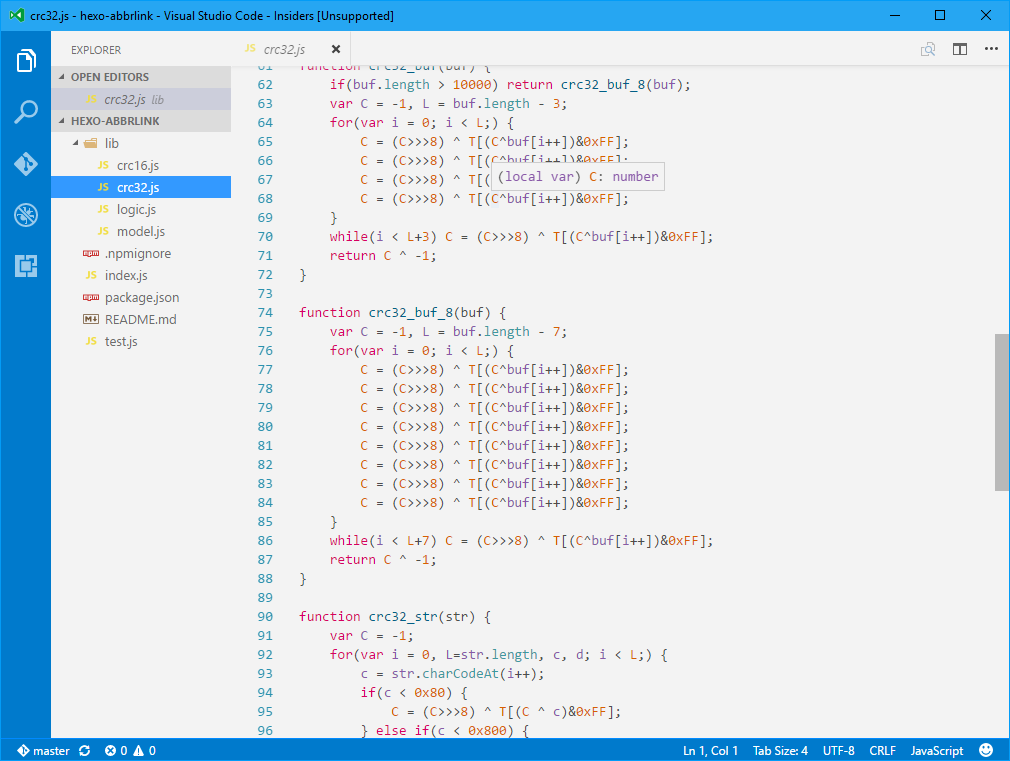 crc32.js - hexo-abbrlink - Visual Studio Code - Insiders [Unsupported]
EXPLORER
OPEN EDITORS
JS crc32.js lib
HEXO-ABBRLINK
lib
JS crc16.js
JS crc32.js
JS logic.js
JS model.js
npm .npmignore
JS index.js
npm package.json
M README.md
JS test.js
JS crc32.js
61 function crc32_buf(buf) {
62 if(buf.length > 10000) return crc32_buf_8(buf);
63 var C = -1, L = buf.length - 3;
64 for(var i = 0; i < L;) {
65 C = (C>>>8) ^ T[(C^buf[i++])&0xFF];
66 C = (C>>>8) ^ T[(C^buf[i++])&0xFF];
67 C = (C>>>8) ^ T[(
(local var) C: number
68 C = (C>>>8) ^ T[(C^buf[i++])&0xFF];
69 }
70 while(i < L+3) C = (C>>>8) ^ T[(C^buf[i++])&0xFF];
71 return C ^ -1;
72 }
73
74 function crc32_buf_8(buf) {
75 var C = -1, L = buf.length - 7;
76 for(var i = 0; i < L;) {
77 C = (C>>>8) ^ T[(C^buf[i++])&0xFF];
78 C = (C>>>8) ^ T[(C^buf[i++])&0xFF];
79 C = (C>>>8) ^ T[(C^buf[i++])&0xFF];
80 C = (C>>>8) ^ T[(C^buf[i++])&0xFF];
81 C = (C>>>8) ^ T[(C^buf[i++])&0xFF];
82 C = (C>>>8) ^ T[(C^buf[i++])&0xFF];
83 C = (C>>>8) ^ T[(C^buf[i++])&0xFF];
84 C = (C>>>8) ^ T[(C^buf[i++])&0xFF];
85 }
86 while(i < L+7) C = (C>>>8) ^ T[(C^buf[i++])&0xFF];
87 return C ^ -1;
88 }
89
90 function crc32_str(str) {
91 var C = -1;
92 for(var i = 0, L=str.length, c, d; i < L;) {
93 c = str.charCodeAt(i++);
94 if(c < 0x80) {
95 C = (C>>>8) ^ T[(C ^ c)&0xFF];
96 } else if(c < 0x800) {
master 0 0 Ln 1, Col 1 Tab Size: 4 UTF-8 CRLF JavaScript